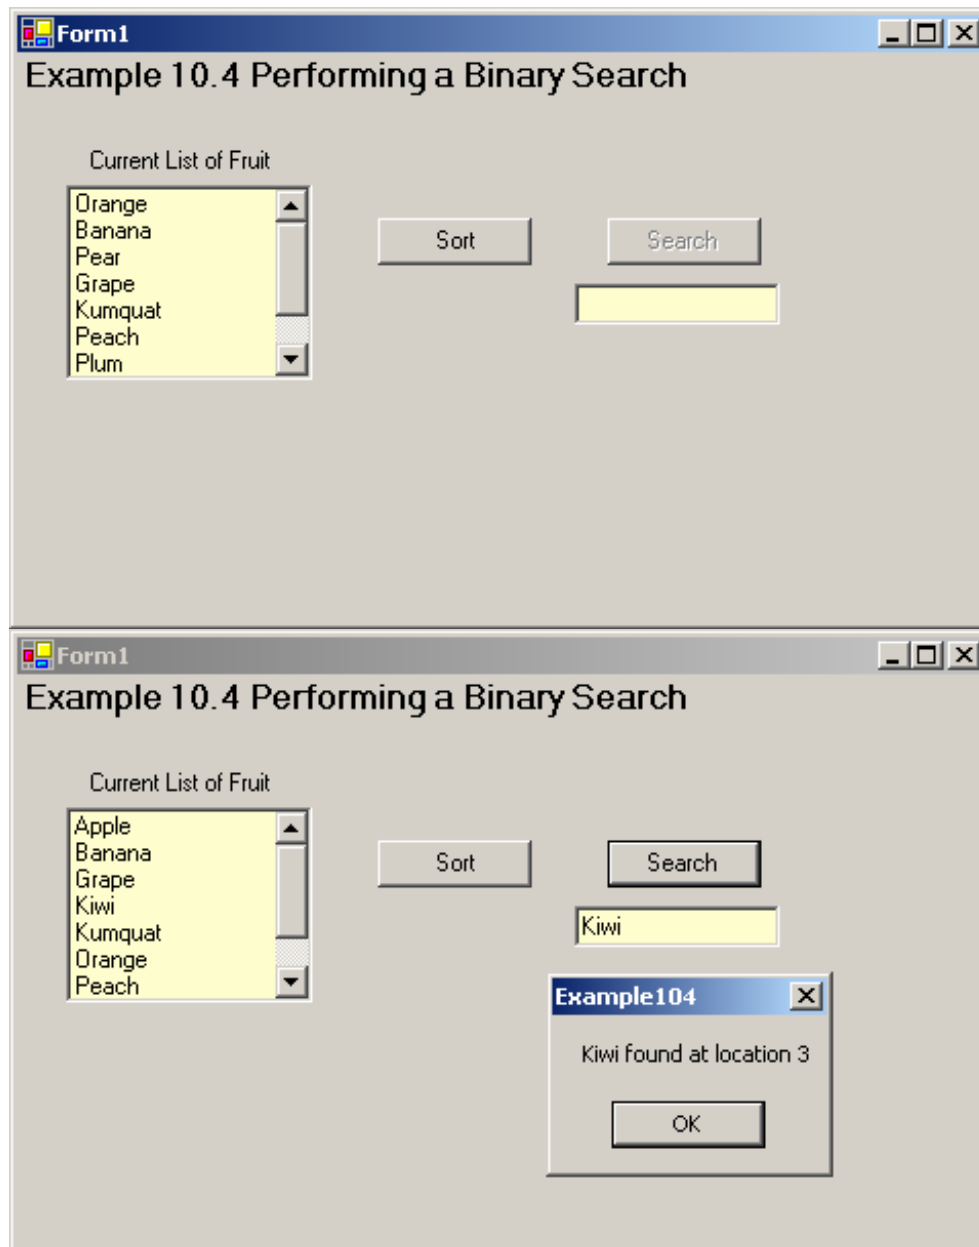 Form1
Example 10.4 Performing a Binary Search
Current List of Fruit
Orange
Banana
Pear
Grape
Kumquat
Peach
Plum
Sort
Search
Form1
Example 10.4 Performing a Binary Search
Current List of Fruit
Apple
Banana
Grape
Kiwi
Kumquat
Orange
Peach
Sort
Search
Kiwi
Example104
Kiwi found at location 3
OK